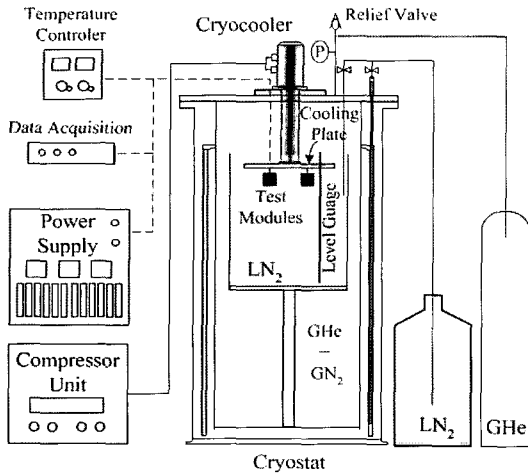 Temperature
Controler
Cryocooler
Relief Valve
P
Data Acquisition
Cooling
Plate
Test
Modules
Level Guage
Power
Supply
LN2
GHe
GN2
Compressor
Unit
LN2
GHe
Cryostat